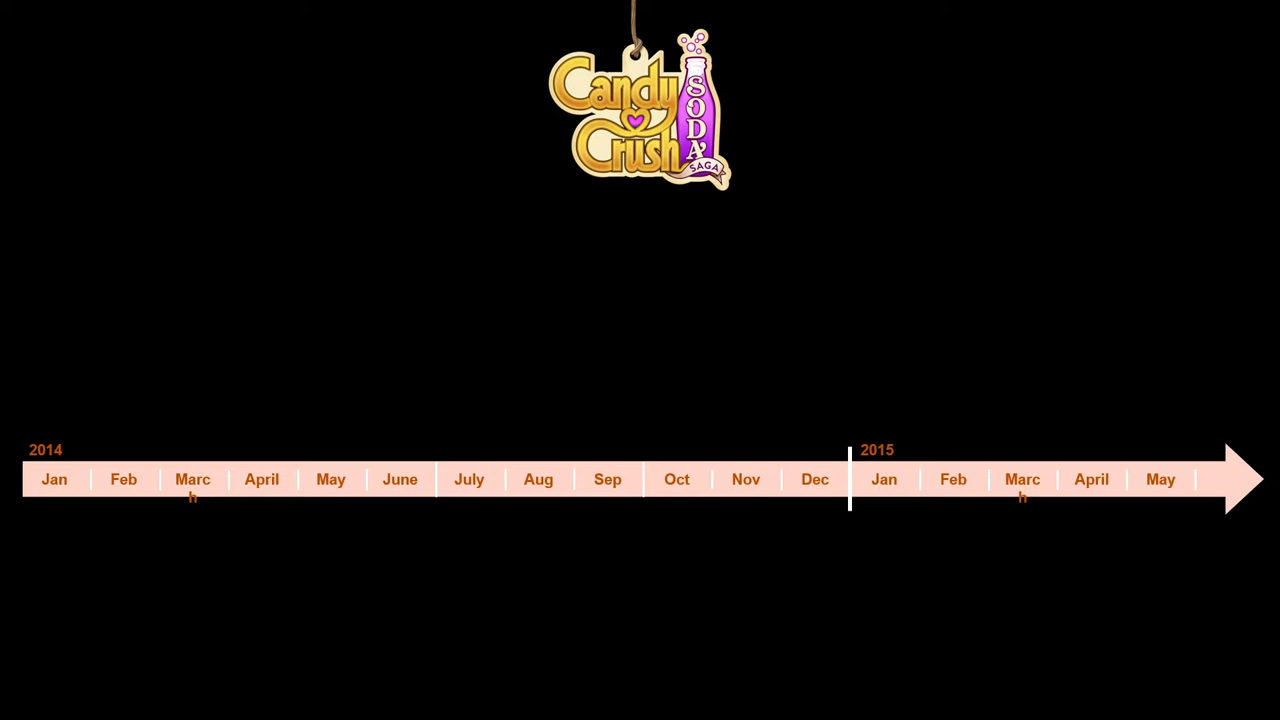 Candy
Crush
SODA
SAGA
2014
2015
Jan Feb Marc April May June July Aug Sep Oct Nov Dec Jan Feb Marc April May
h h